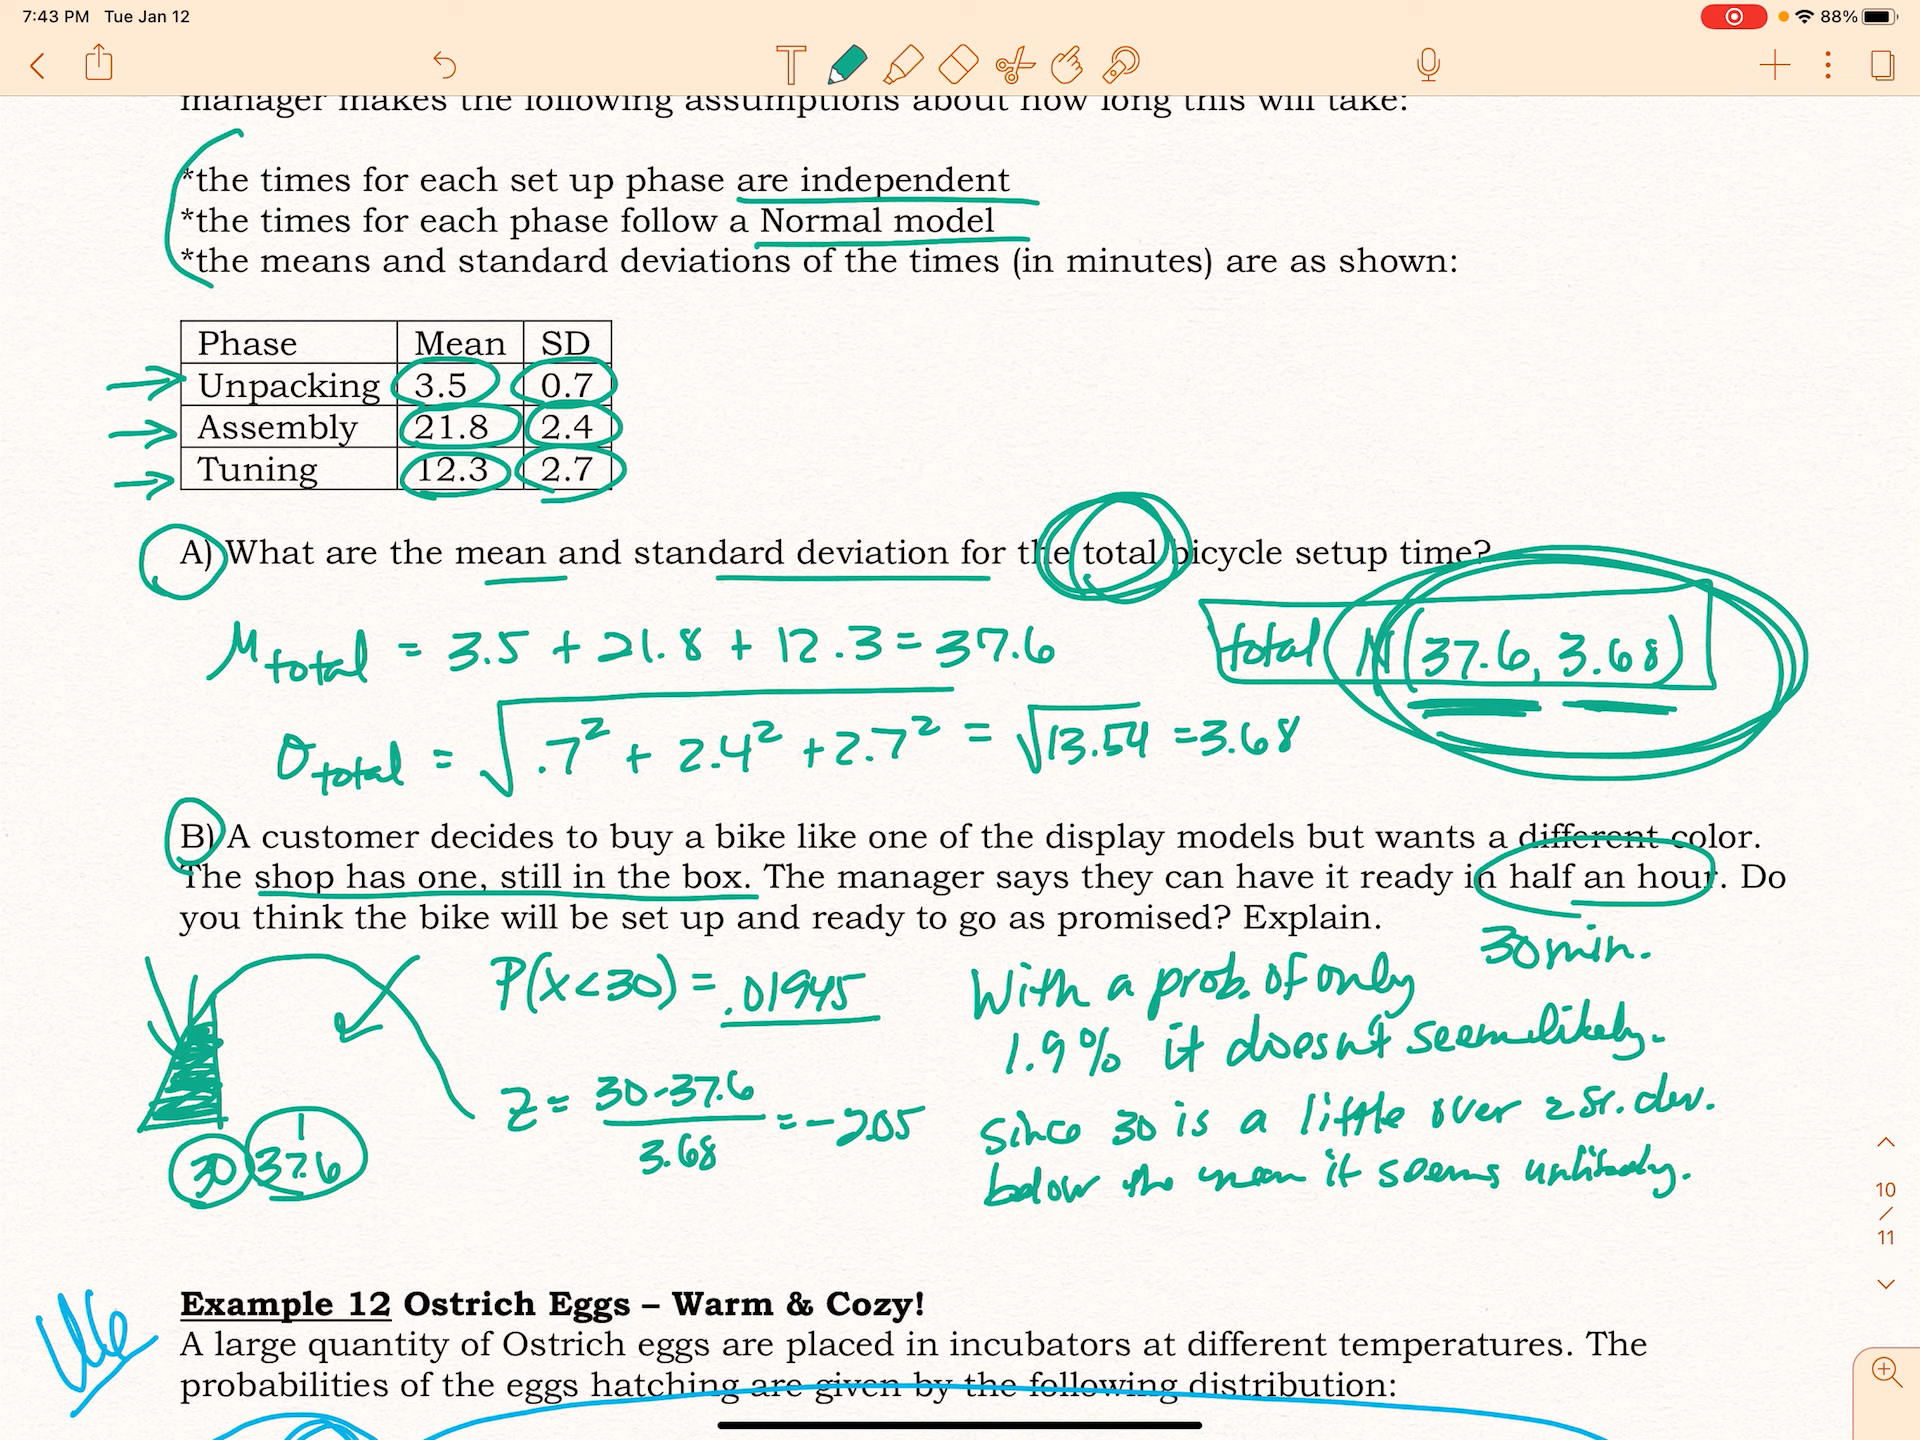 7:43 PM Tue Jan 12
88%
manager makes the following assumptions about how long this will take:
*the times for each set up phase are independent
*the times for each phase follow a Normal model
*the means and standard deviations of the times (in minutes) are as shown:
Phase Mean SD
Unpacking 3.5 0.7
Assembly 21.8 2.4
Tuning 12.3 2.7
A) What are the mean and standard deviation for the total bicycle setup time?
μtotal = 3.5 + 21.8 + 12.3 = 37.6
total N(37.6, 3.68)
σtotal = √.7² + 2.4² + 2.7² = √13.54 = 3.68
B) A customer decides to buy a bike like one of the display models but wants a different color.
The shop has one, still in the box. The manager says they can have it ready in half an hour. Do
you think the bike will be set up and ready to go as promised? Explain.
30 min.
P(x<30) = .01945
With a prob. of only
1.9% it doesn't seem likely.
z = 30-37.6 / 3.68 = -2.05
30 37.6
Since 30 is a little over 2 St. dev.
below the mean it seems unlikely.
10
/
11
Example 12 Ostrich Eggs – Warm & Cozy!
A large quantity of Ostrich eggs are placed in incubators at different temperatures. The
probabilities of the eggs hatching are given by the following distribution: